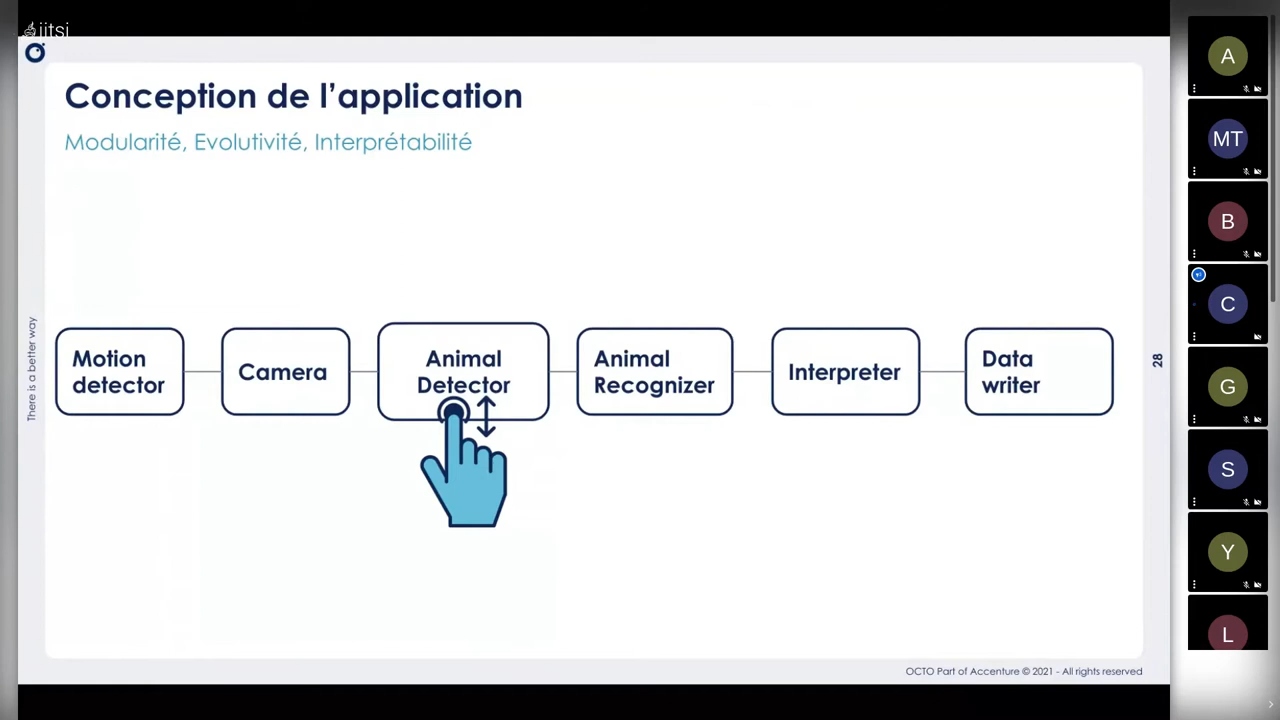 jitsi
Conception de l'application
Modularité, Evolutivité, Interprétabilité
There is a better way
Motion
detector
Camera
Animal
Detector
Animal
Recognizer
Interpreter
Data
writer
28
OCTO Part of Accenture © 2021 - All rights reserved
A
MT
B
C
G
S
Y
L